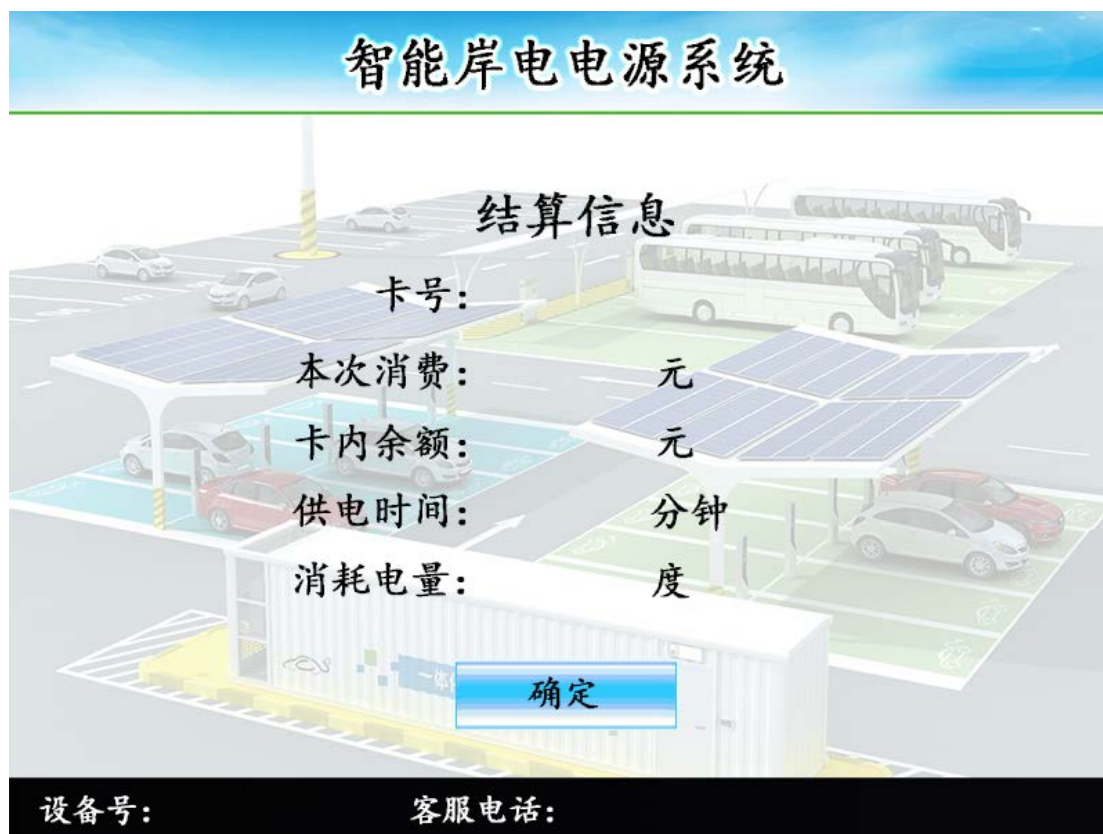 智能岸电电源系统
结算信息
卡号：
本次消费： 元
卡内余额： 元
供电时间： 分钟
消耗电量： 度
一体
确定
设备号： 客服电话：